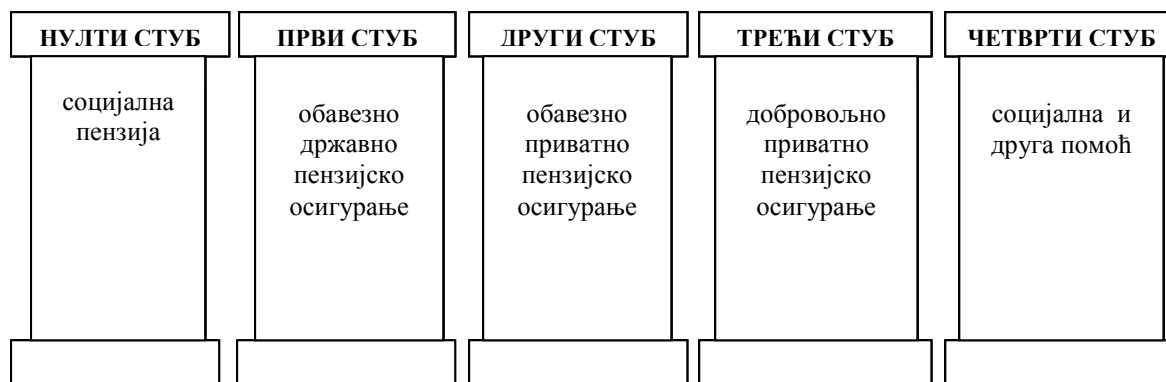 НУЛТИ СТУБ
социјална
пензија
ПРВИ СТУБ
обавезно
државно
пензијско
осигурање
ДРУГИ СТУБ
обавезно
приватно
пензијско
осигурање
ТРЕЋИ СТУБ
добровољно
приватно
пензијско
осигурање
ЧЕТВРТИ СТУБ
социјална и
друга помоћ